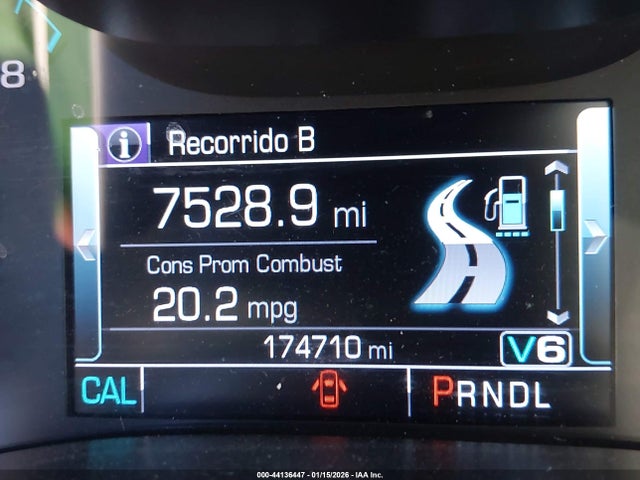 8
Recorrido B
7528.9 mi
Cons Prom Combust
20.2 mpg
174710 mi
V6
CAL
PRNDL
000-44136447 - 01/15/2026 - IAA Inc.